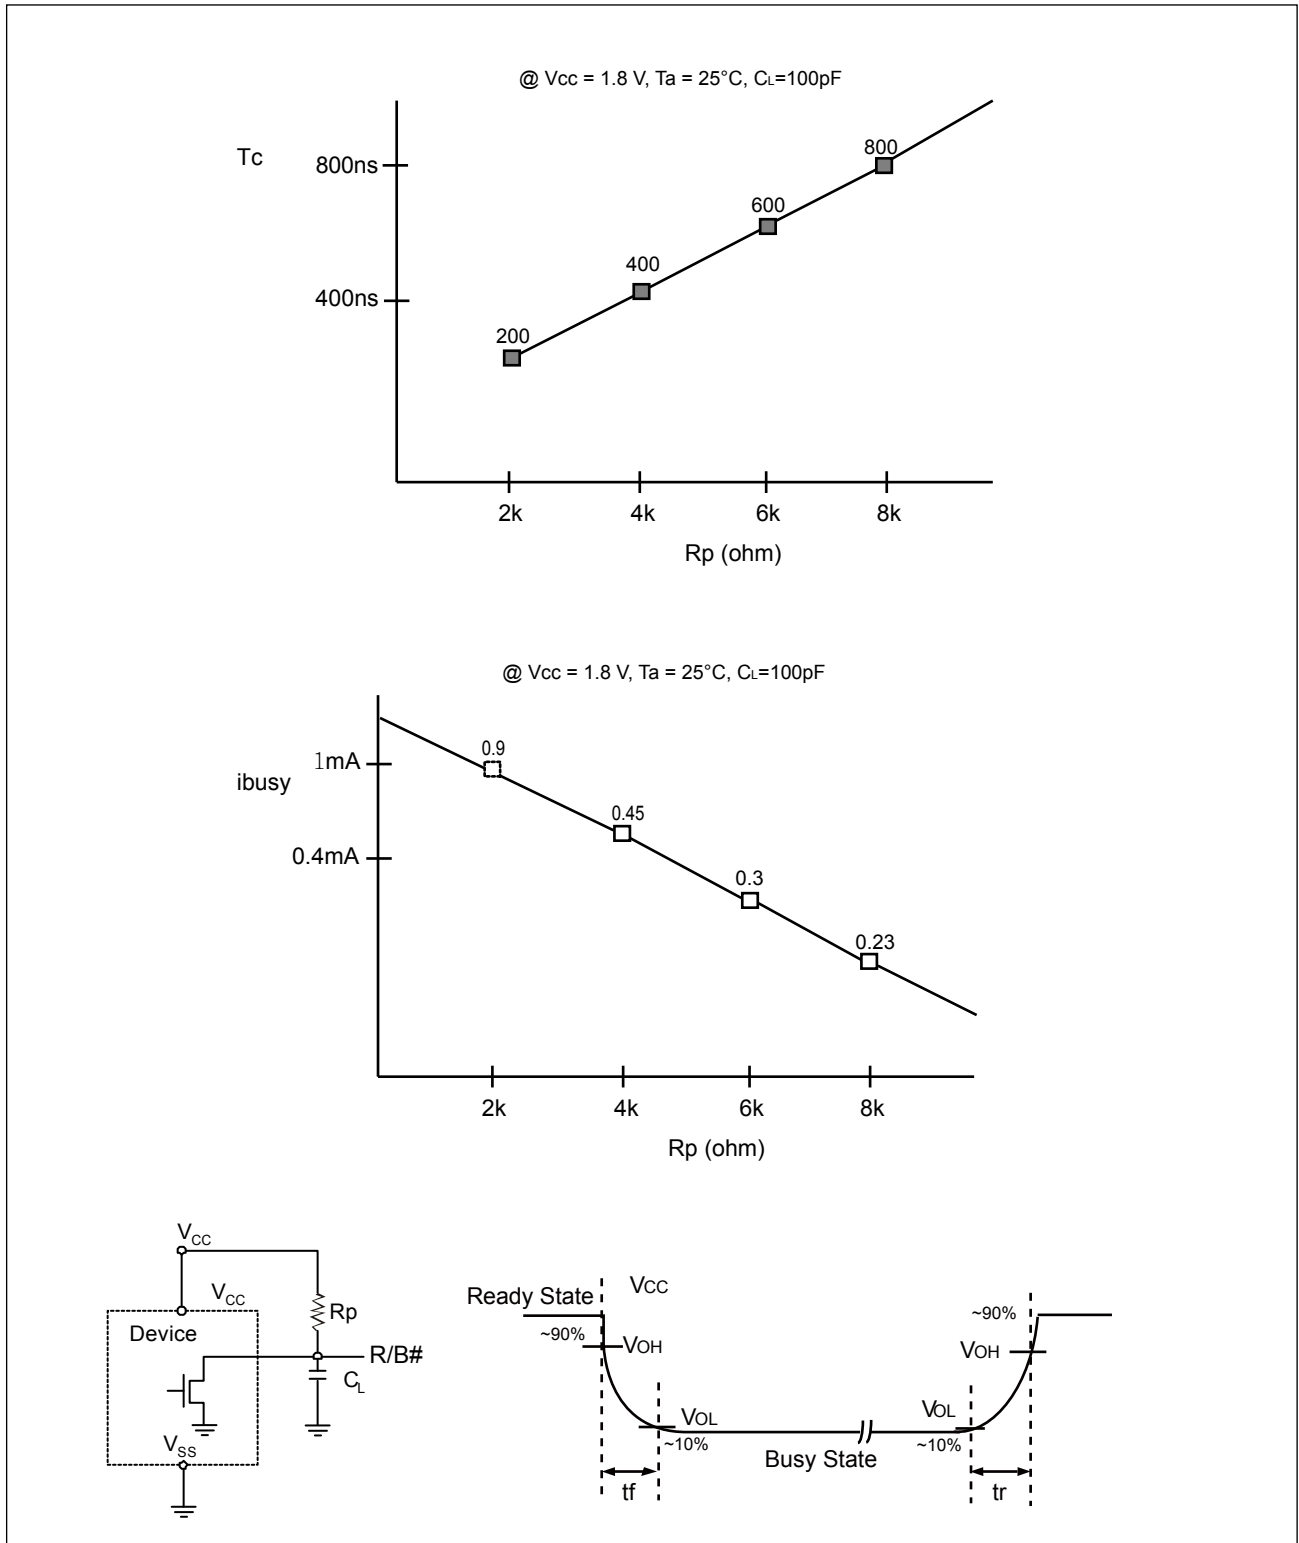 @ Vcc = 1.8 V, Ta = 25°C, CL=100pF
Tc
800ns
400ns
200
400
600
800
2k
4k
6k
8k
Rp (ohm)
@ Vcc = 1.8 V, Ta = 25°C, CL=100pF
ibusy
1mA
0.4mA
0.9
0.45
0.3
0.23
2k
4k
6k
8k
Rp (ohm)
VCC
VCC
Device
Rp
R/B#
CL
VSS
Ready State
VCC
~90%
VOH
VOL
~10%
tf
Busy State
~90%
VOH
VOL
~10%
tr